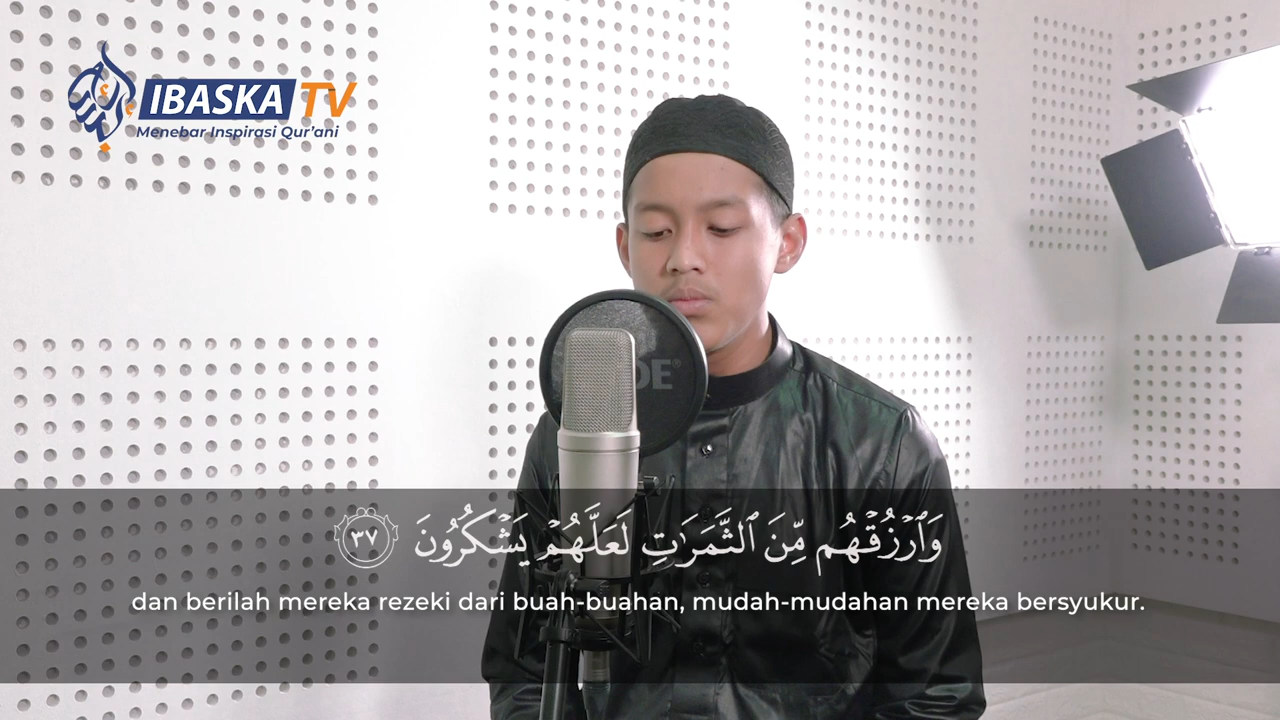 IBASKA TV
Menebar Inspirasi Qur'ani
DE®
وَٱرۡزُقۡهُم مِّنَ ٱلثَّمَرَٰتِ لَعَلَّهُمۡ يَشۡكُرُونَ ٣٧
dan berilah mereka rezeki dari buah-buahan, mudah-mudahan mereka bersyukur.